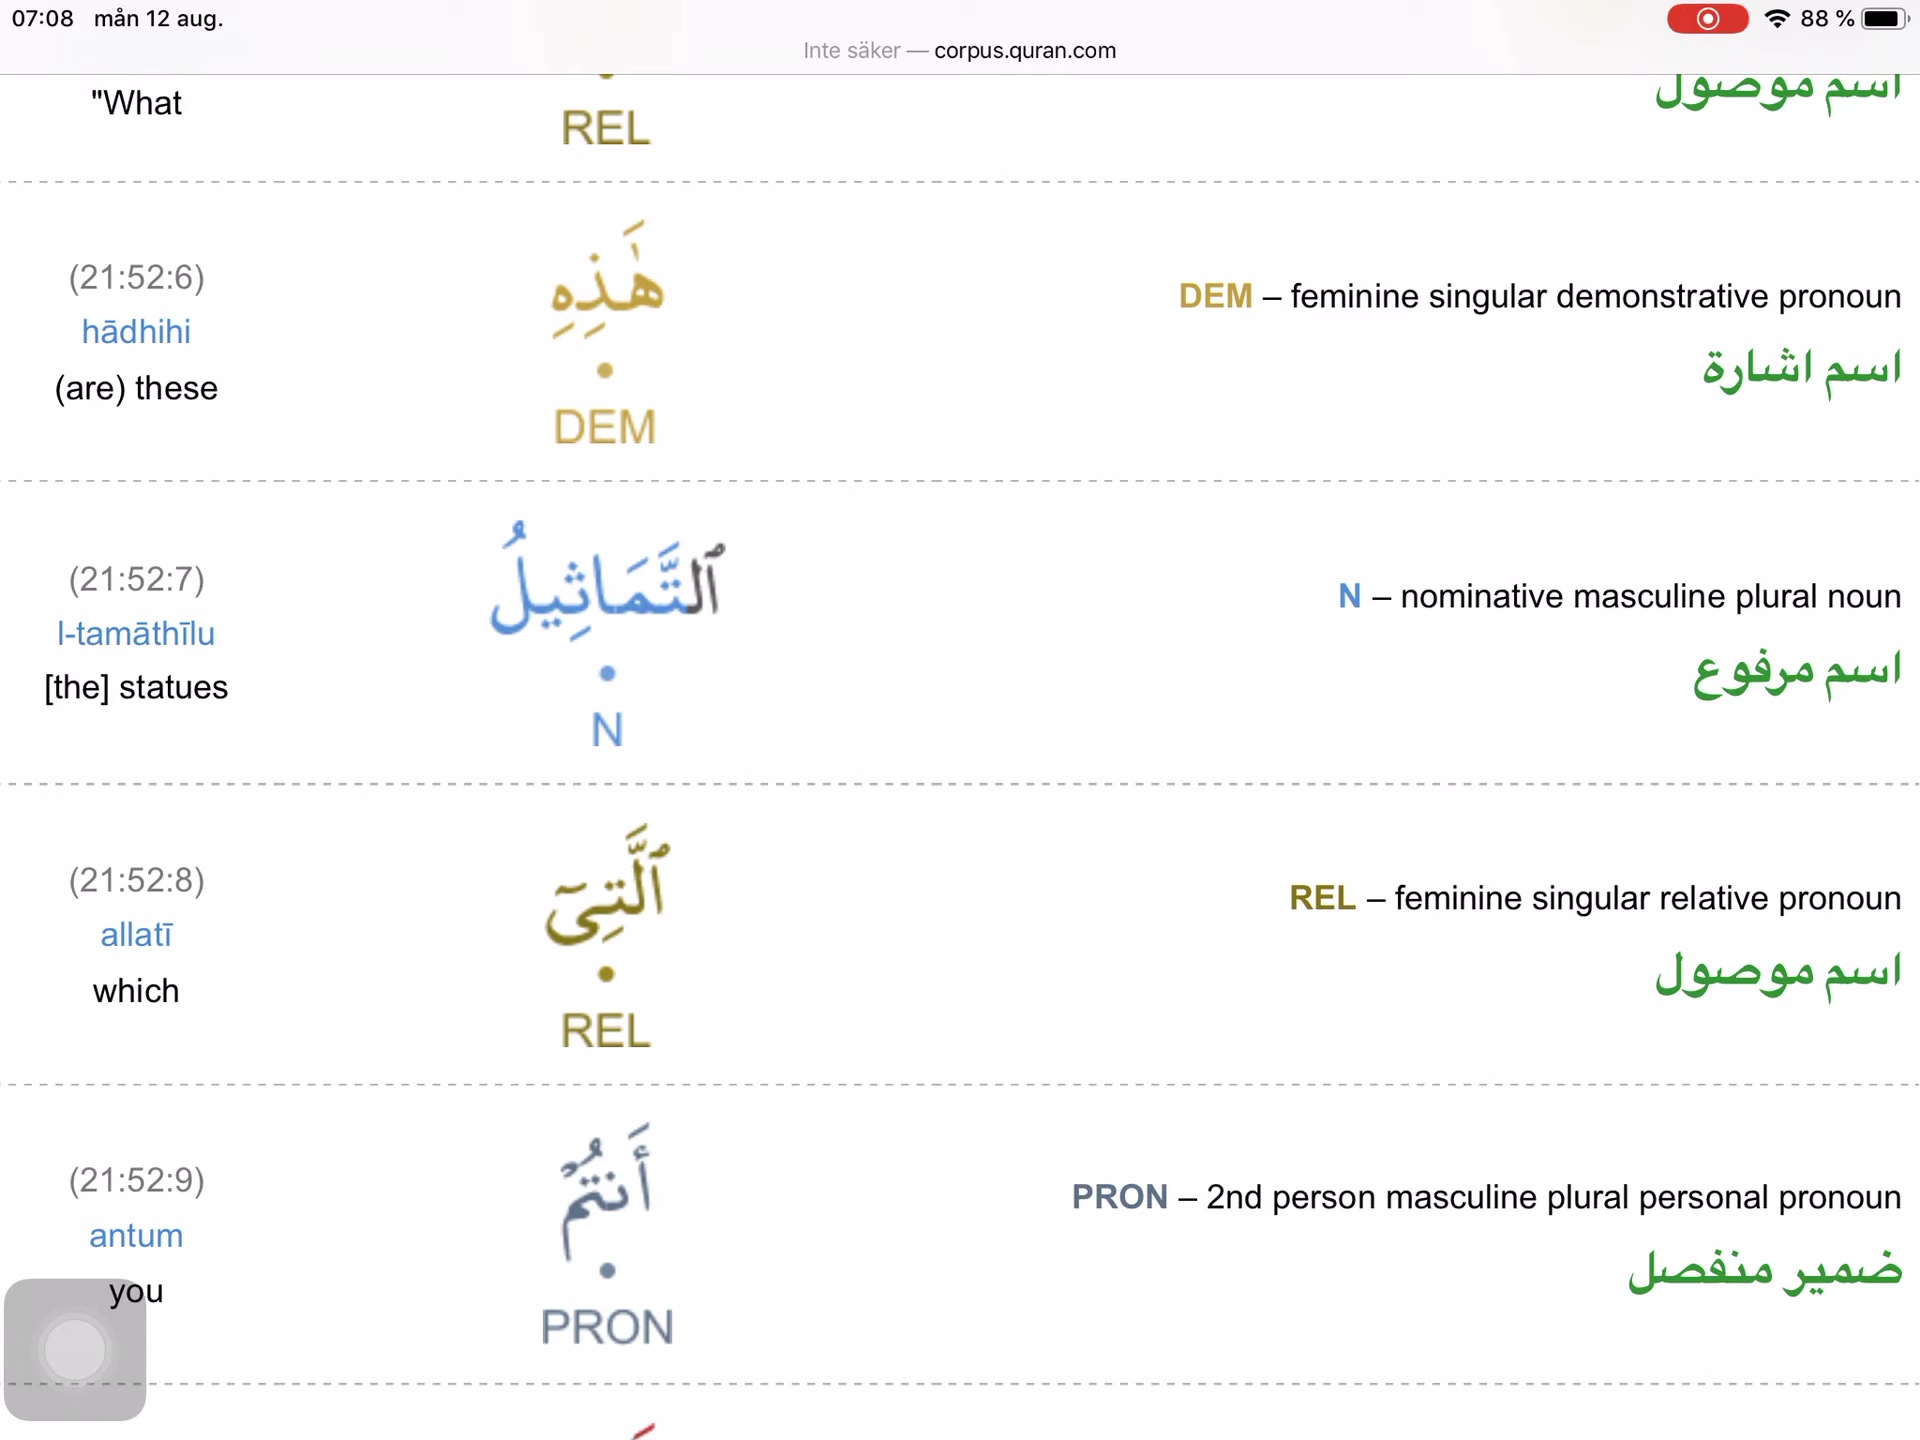 07:08 mån 12 aug.
88 %
Inte säker — corpus.quran.com
"What
REL
اسم موصول
(21:52:6)
hādhihi
(are) these
هَٰذِهِ
DEM
DEM – feminine singular demonstrative pronoun
اسم اشارة
(21:52:7)
l-tamāthīlu
[the] statues
ٱلتَّمَاثِيلُ
N
N – nominative masculine plural noun
اسم مرفوع
(21:52:8)
allatī
which
ٱلَّتِىٓ
REL
REL – feminine singular relative pronoun
اسم موصول
(21:52:9)
antum
you
أَنتُمْ
PRON
PRON – 2nd person masculine plural personal pronoun
ضمير منفصل